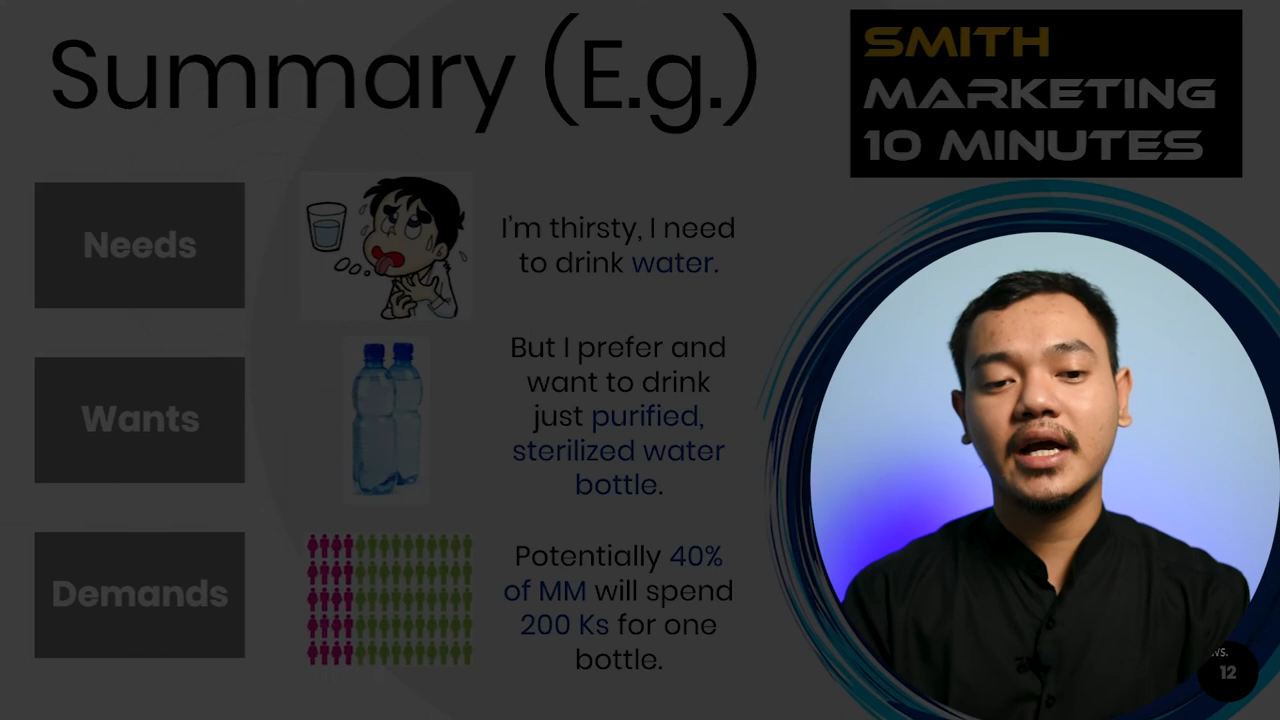 Summary (E.g.)
SMITH
MARKETING
10 MINUTES
Needs
I'm thirsty, I need
to drink water.
Wants
But I prefer and
want to drink
just purified,
sterilized water
bottle.
Demands
Potentially 40%
of MM will spend
200 Ks for one
bottle.
12